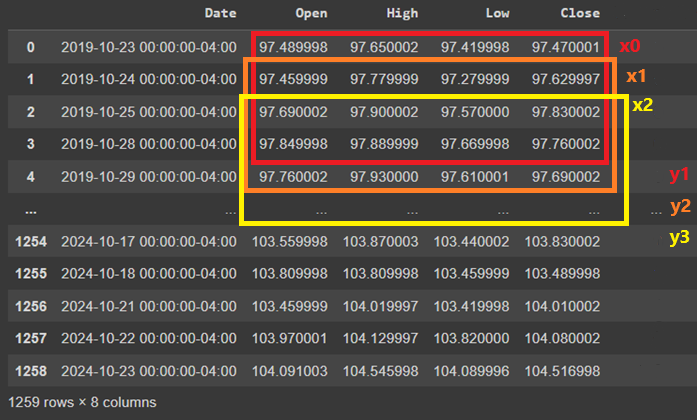 Date Open High Low Close
0 2019-10-23 00:00:00-04:00 97.489998 97.650002 97.419998 97.470001 x0
1 2019-10-24 00:00:00-04:00 97.459999 97.779999 97.279999 97.629997 x1
2 2019-10-25 00:00:00-04:00 97.690002 97.900002 97.570000 97.830002 x2
3 2019-10-28 00:00:00-04:00 97.849998 97.889999 97.669998 97.760002
4 2019-10-29 00:00:00-04:00 97.760002 97.930000 97.610001 97.690002 y1
... ... ... ... ... ... ... y2
1254 2024-10-17 00:00:00-04:00 103.559998 103.870003 103.440002 103.830002 y3
1255 2024-10-18 00:00:00-04:00 103.809998 103.809998 103.459999 103.489998
1256 2024-10-21 00:00:00-04:00 103.459999 104.019997 103.419998 104.010002
1257 2024-10-22 00:00:00-04:00 103.970001 104.129997 103.820000 104.080002
1258 2024-10-23 00:00:00-04:00 104.091003 104.545998 104.089996 104.516998
1259 rows × 8 columns